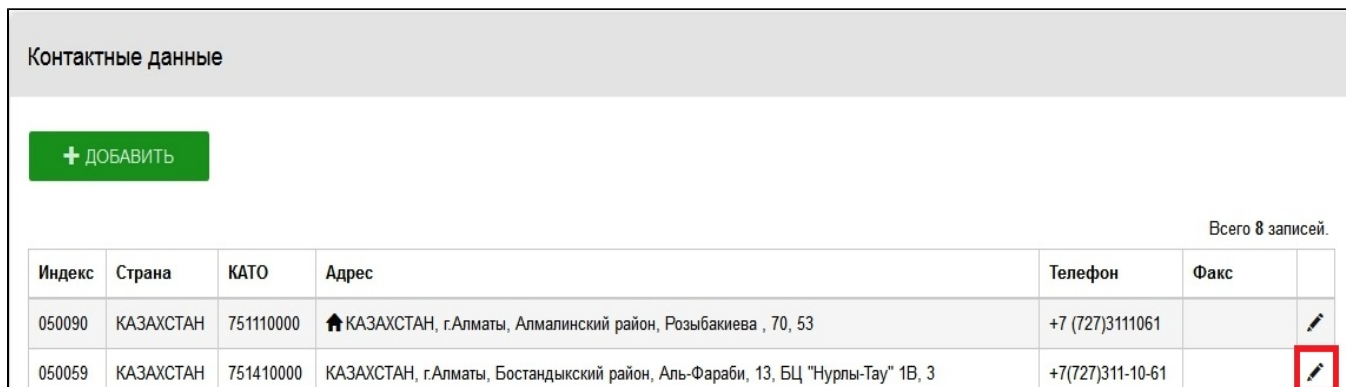 Контактные данные
+ ДОБАВИТЬ
Всего 8 записей.
Индекс Страна КАТО Адрес Телефон Факс
050090 КАЗАХСТАН 751110000 КАЗАХСТАН, г.Алматы, Алмалинский район, Розыбакиева , 70, 53 +7 (727)3111061
050059 КАЗАХСТАН 751410000 КАЗАХСТАН, г.Алматы, Бостандыкский район, Аль-Фараби, 13, БЦ "Нурлы-Тау" 1В, 3 +7(727)311-10-61